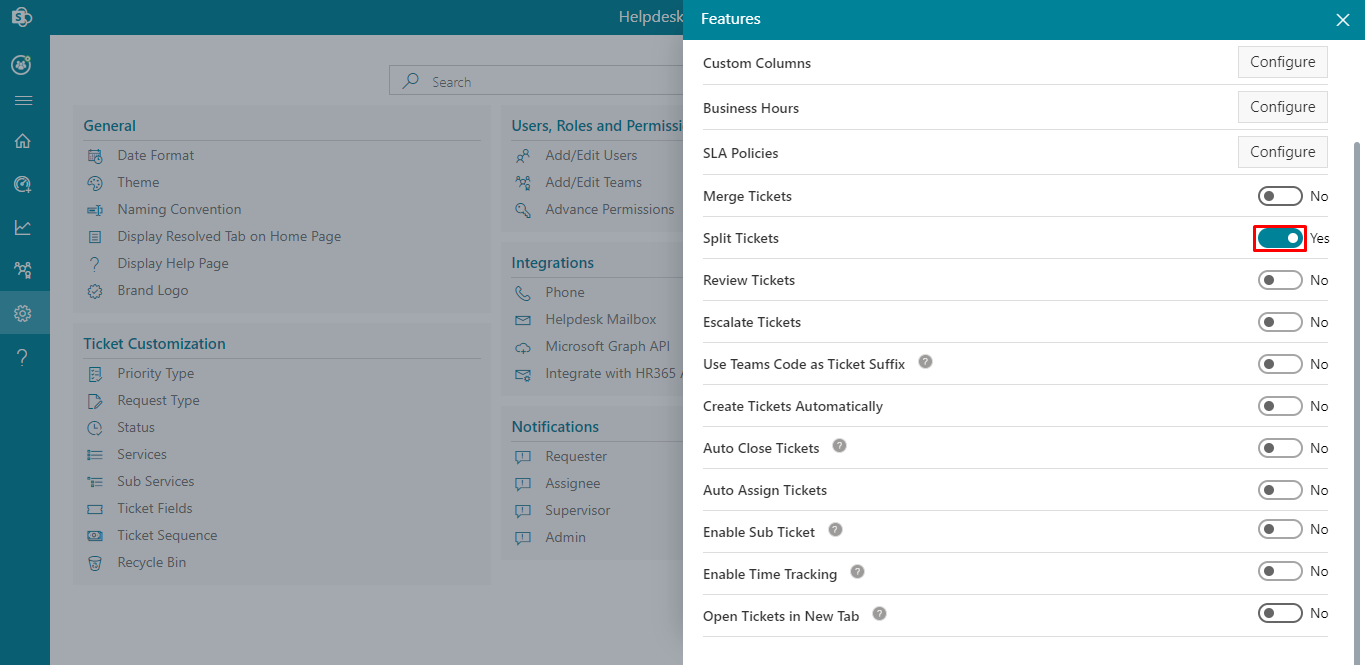 Helpdesk
Features
Search
General
Date Format
Theme
Naming Convention
Display Resolved Tab on Home Page
Display Help Page
Brand Logo
Ticket Customization
Priority Type
Request Type
Status
Services
Sub Services
Ticket Fields
Ticket Sequence
Recycle Bin
Users, Roles and Permissi
Add/Edit Users
Add/Edit Teams
Advance Permissions
Integrations
Phone
Helpdesk Mailbox
Microsoft Graph API
Integrate with HR365 A
Notifications
Requester
Assignee
Supervisor
Admin
Custom Columns Configure
Business Hours Configure
SLA Policies Configure
Merge Tickets No
Split Tickets Yes
Review Tickets No
Escalate Tickets No
Use Teams Code as Ticket Suffix ? No
Create Tickets Automatically No
Auto Close Tickets ? No
Auto Assign Tickets No
Enable Sub Ticket ? No
Enable Time Tracking ? No
Open Tickets in New Tab ? No